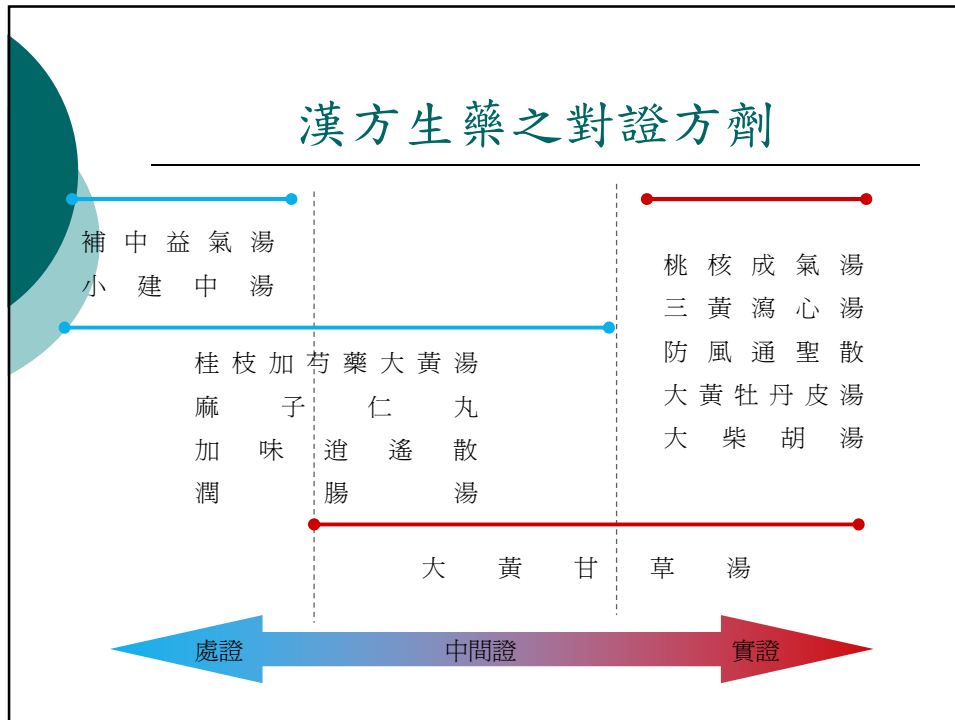 漢方生藥之對證方劑
補中益氣湯
小建中湯
桂枝加芍藥大黃湯
麻子仁丸
加味逍遙散
潤腸湯
桃核成氣湯
三黃瀉心湯
防風通聖散
大黃牡丹皮湯
大柴胡湯
大黃甘草湯
處證
中間證
實證